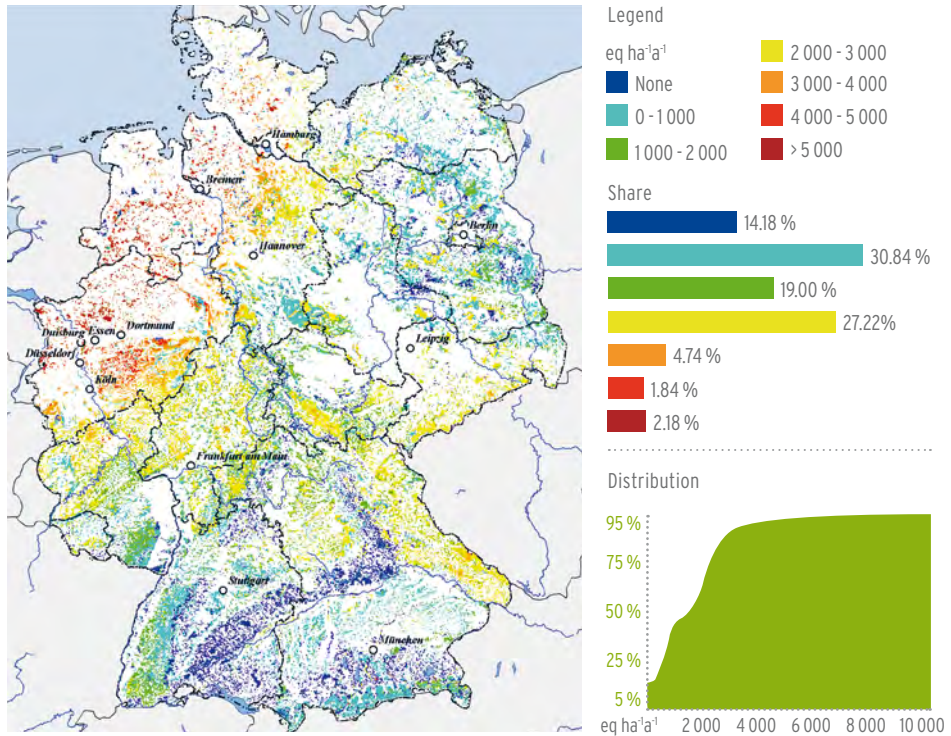 Hamburg
Bremen
Berlin
Hannover
Duisburg
Essen
Dortmund
Düsseldorf
Leipzig
Köln
Frankfurt am Main
Stuttgart
München
Legend
eq ha⁻¹a⁻¹
None
0 - 1 000
1 000 - 2 000
2 000 - 3 000
3 000 - 4 000
4 000 - 5 000
> 5 000
Share
14.18 %
30.84 %
19.00 %
27.22%
4.74 %
1.84 %
2.18 %
Distribution
95 %
75 %
50 %
25 %
5 %
eq ha⁻¹a⁻¹ 2 000 4 000 6 000 8 000 10 000